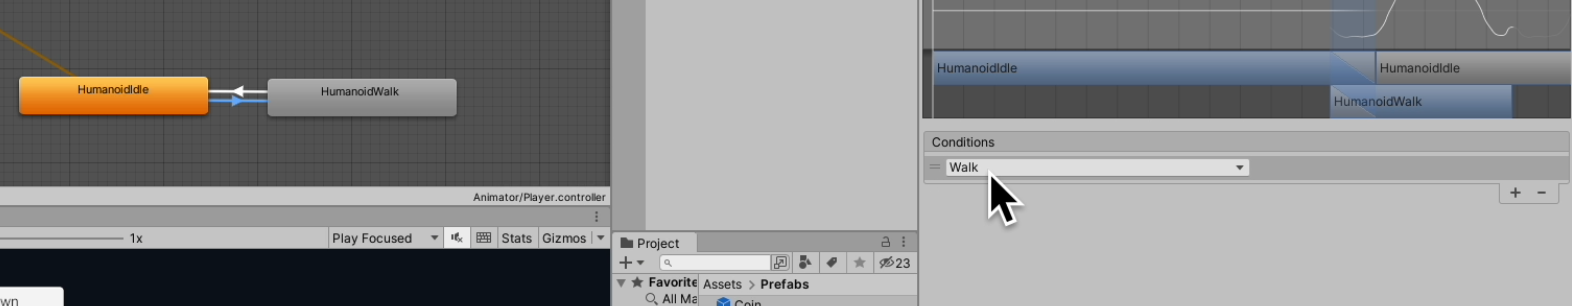 HumanoidIdle
HumanoidWalk
Animator/Player.controller
1x
Play Focused
Stats
Gizmos
wn
Project
23
Favorite
All Ma
Assets > Prefabs
Coin
HumanoidIdle
HumanoidIdle
HumanoidWalk
Conditions
Walk